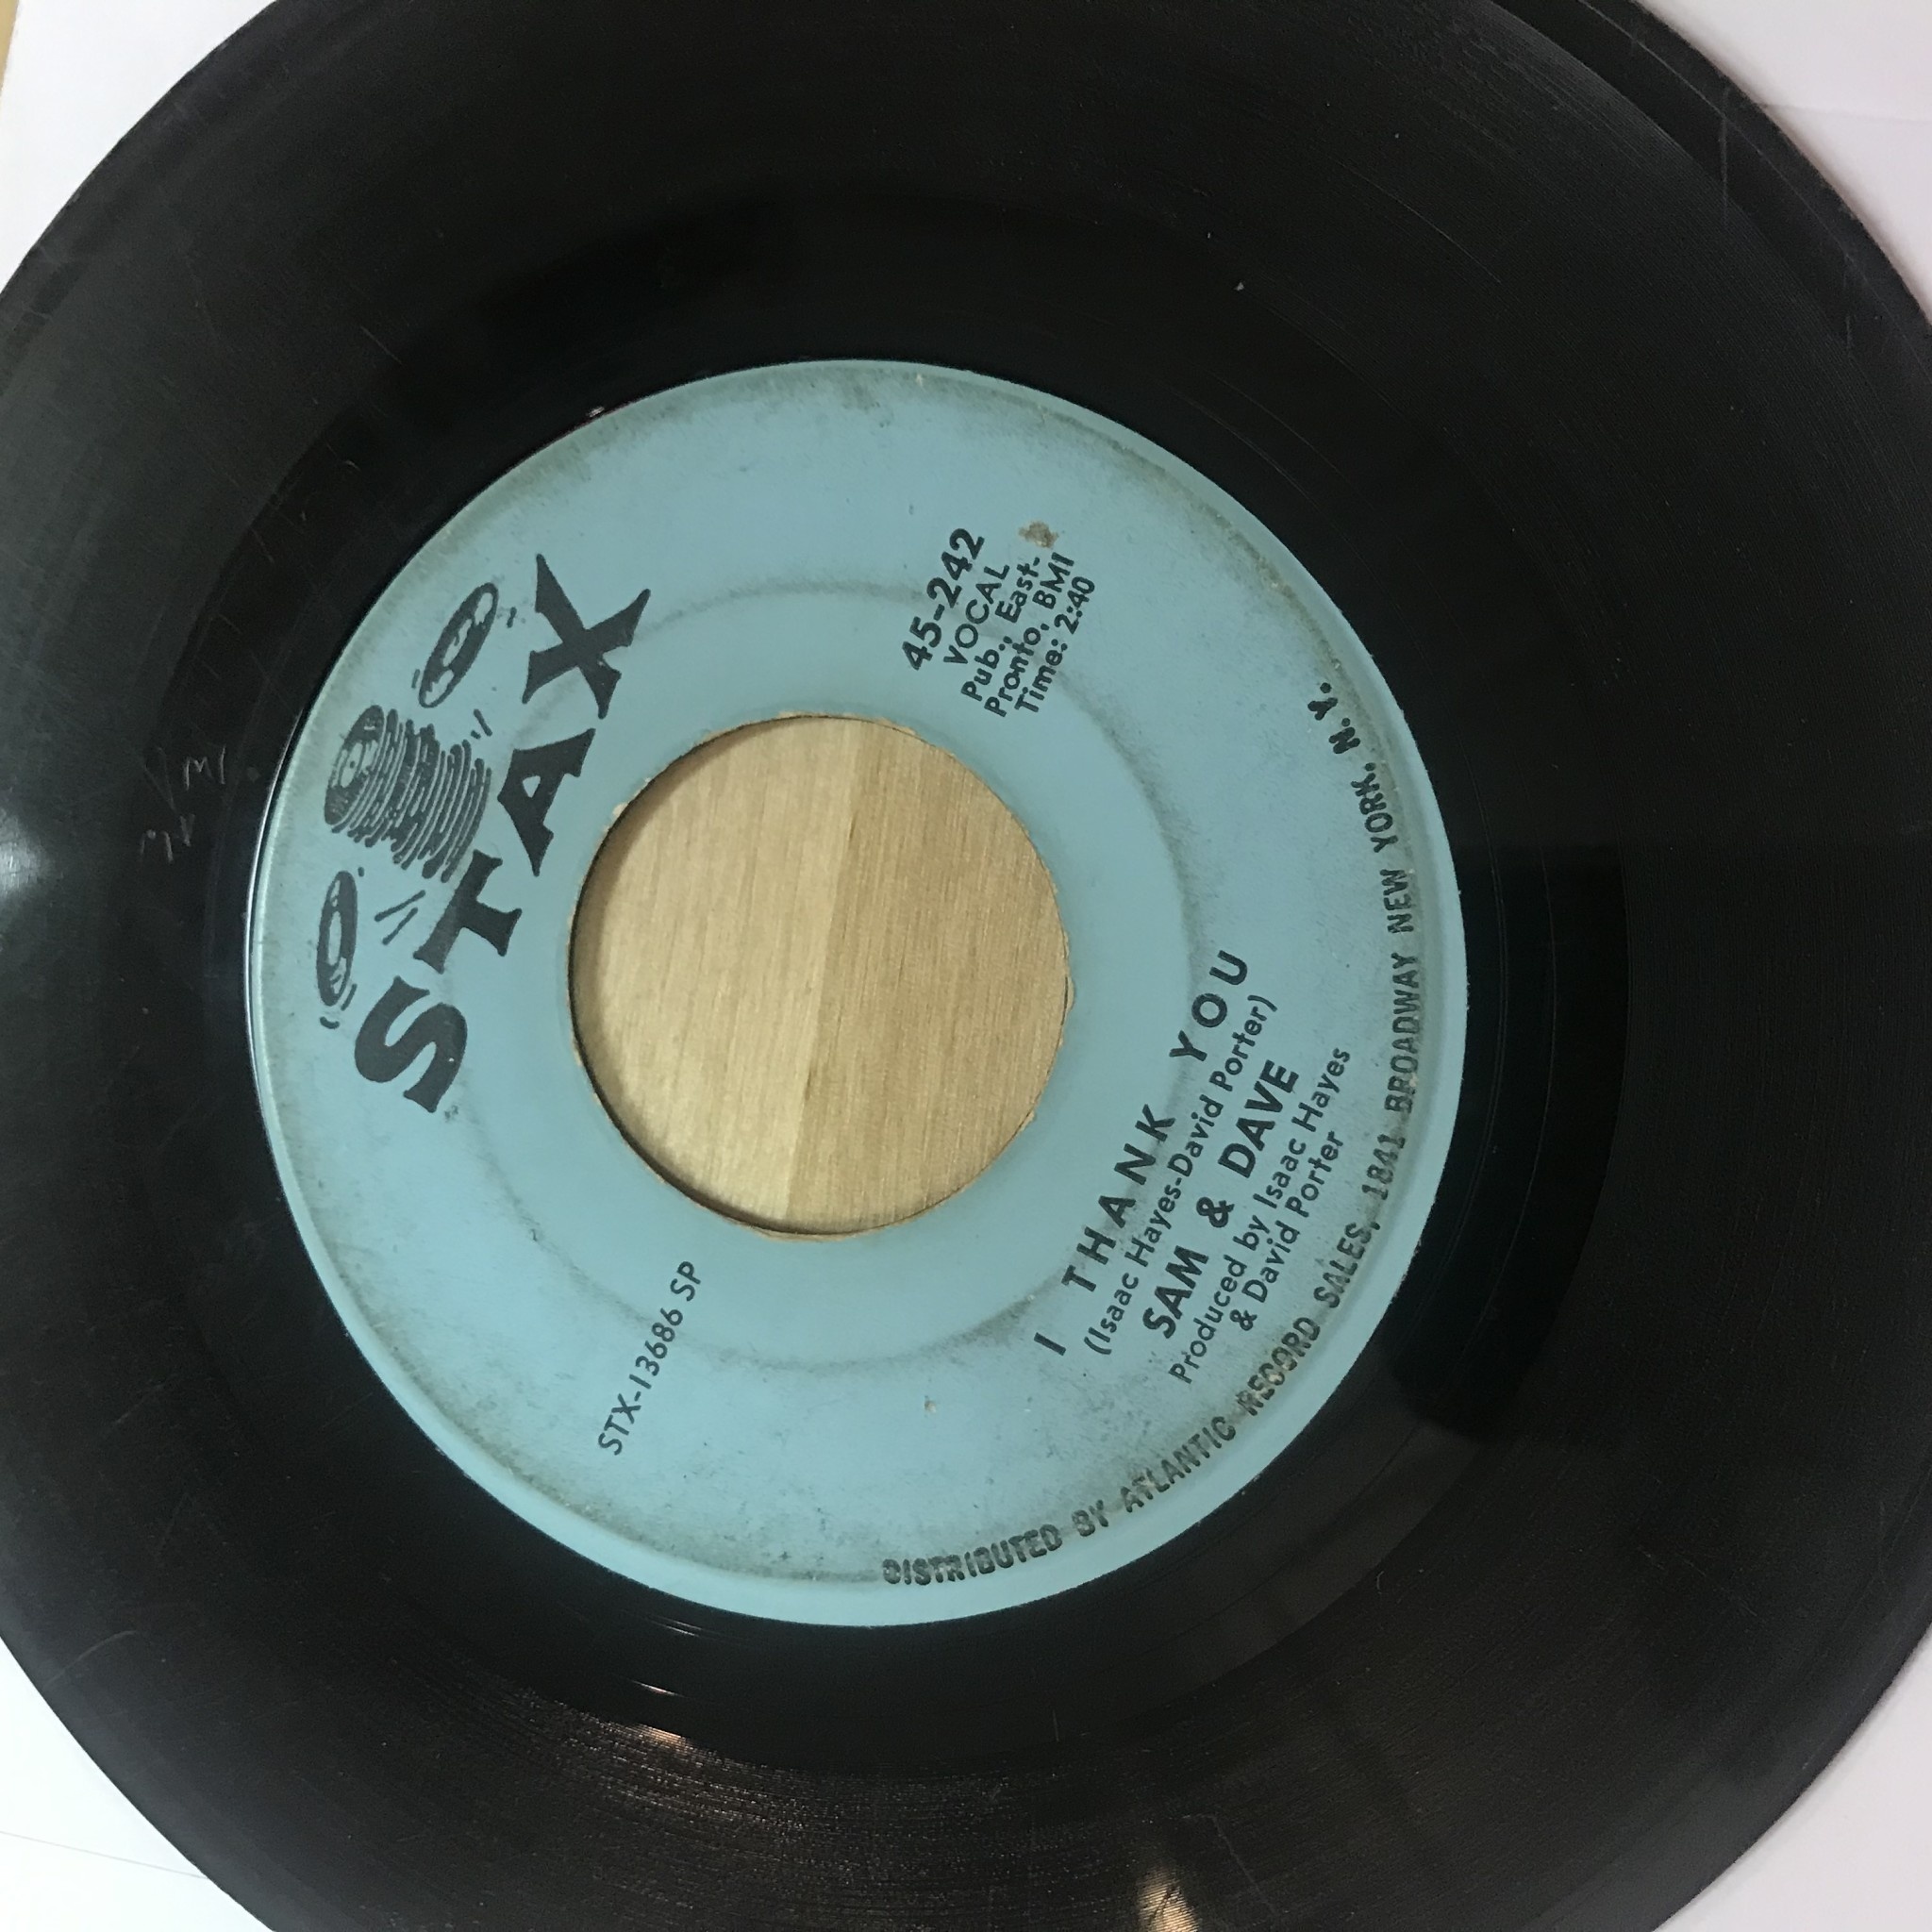 STAX
45-242
VOCAL
Pub., East-
Pronto, BMI
Time: 2:40
STX-13686 SP
I THANK YOU
(Isaac Hayes-David Porter)
SAM & DAVE
Produced by Isaac Hayes
& David Porter
DISTRIBUTED BY ATLANTIC RECORD SALES, 1841 BROADWAY NEW YORK, N.Y.